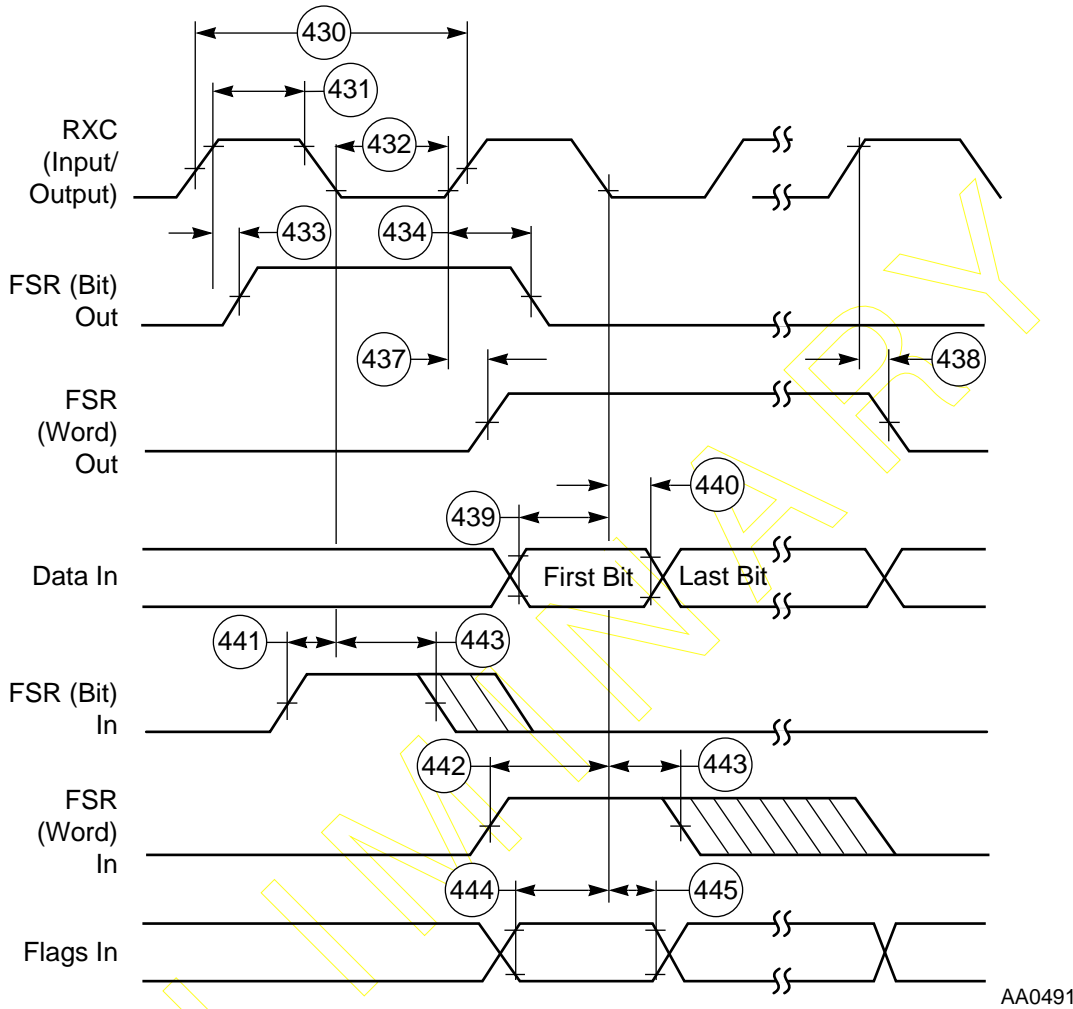 430
431
RXC
(Input/
Output)
432
433
434
FSR (Bit)
Out
437
438
FSR
(Word)
Out
439
440
Data In
First Bit
Last Bit
441
443
FSR (Bit)
In
442
443
FSR
(Word)
In
444
445
Flags In
AA0491
I M I N A R Y